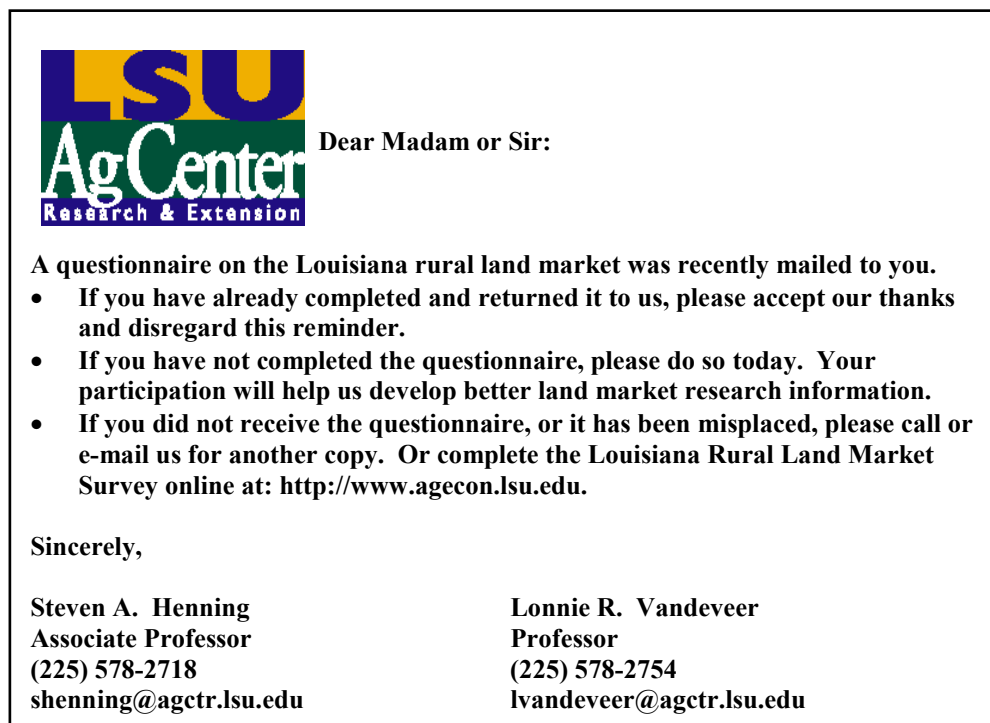 LSU
AgCenter
Research & Extension
Dear Madam or Sir:
A questionnaire on the Louisiana rural land market was recently mailed to you.
• If you have already completed and returned it to us, please accept our thanks
and disregard this reminder.
• If you have not completed the questionnaire, please do so today.  Your
participation will help us develop better land market research information.
• If you did not receive the questionnaire, or it has been misplaced, please call or
e-mail us for another copy.  Or complete the Louisiana Rural Land Market
Survey online at: http://www.agecon.lsu.edu.
Sincerely,
Steven A.  Henning
Associate Professor
(225) 578-2718
shenning@agctr.lsu.edu
Lonnie R.  Vandeveer
Professor
(225) 578-2754
lvandeveer@agctr.lsu.edu